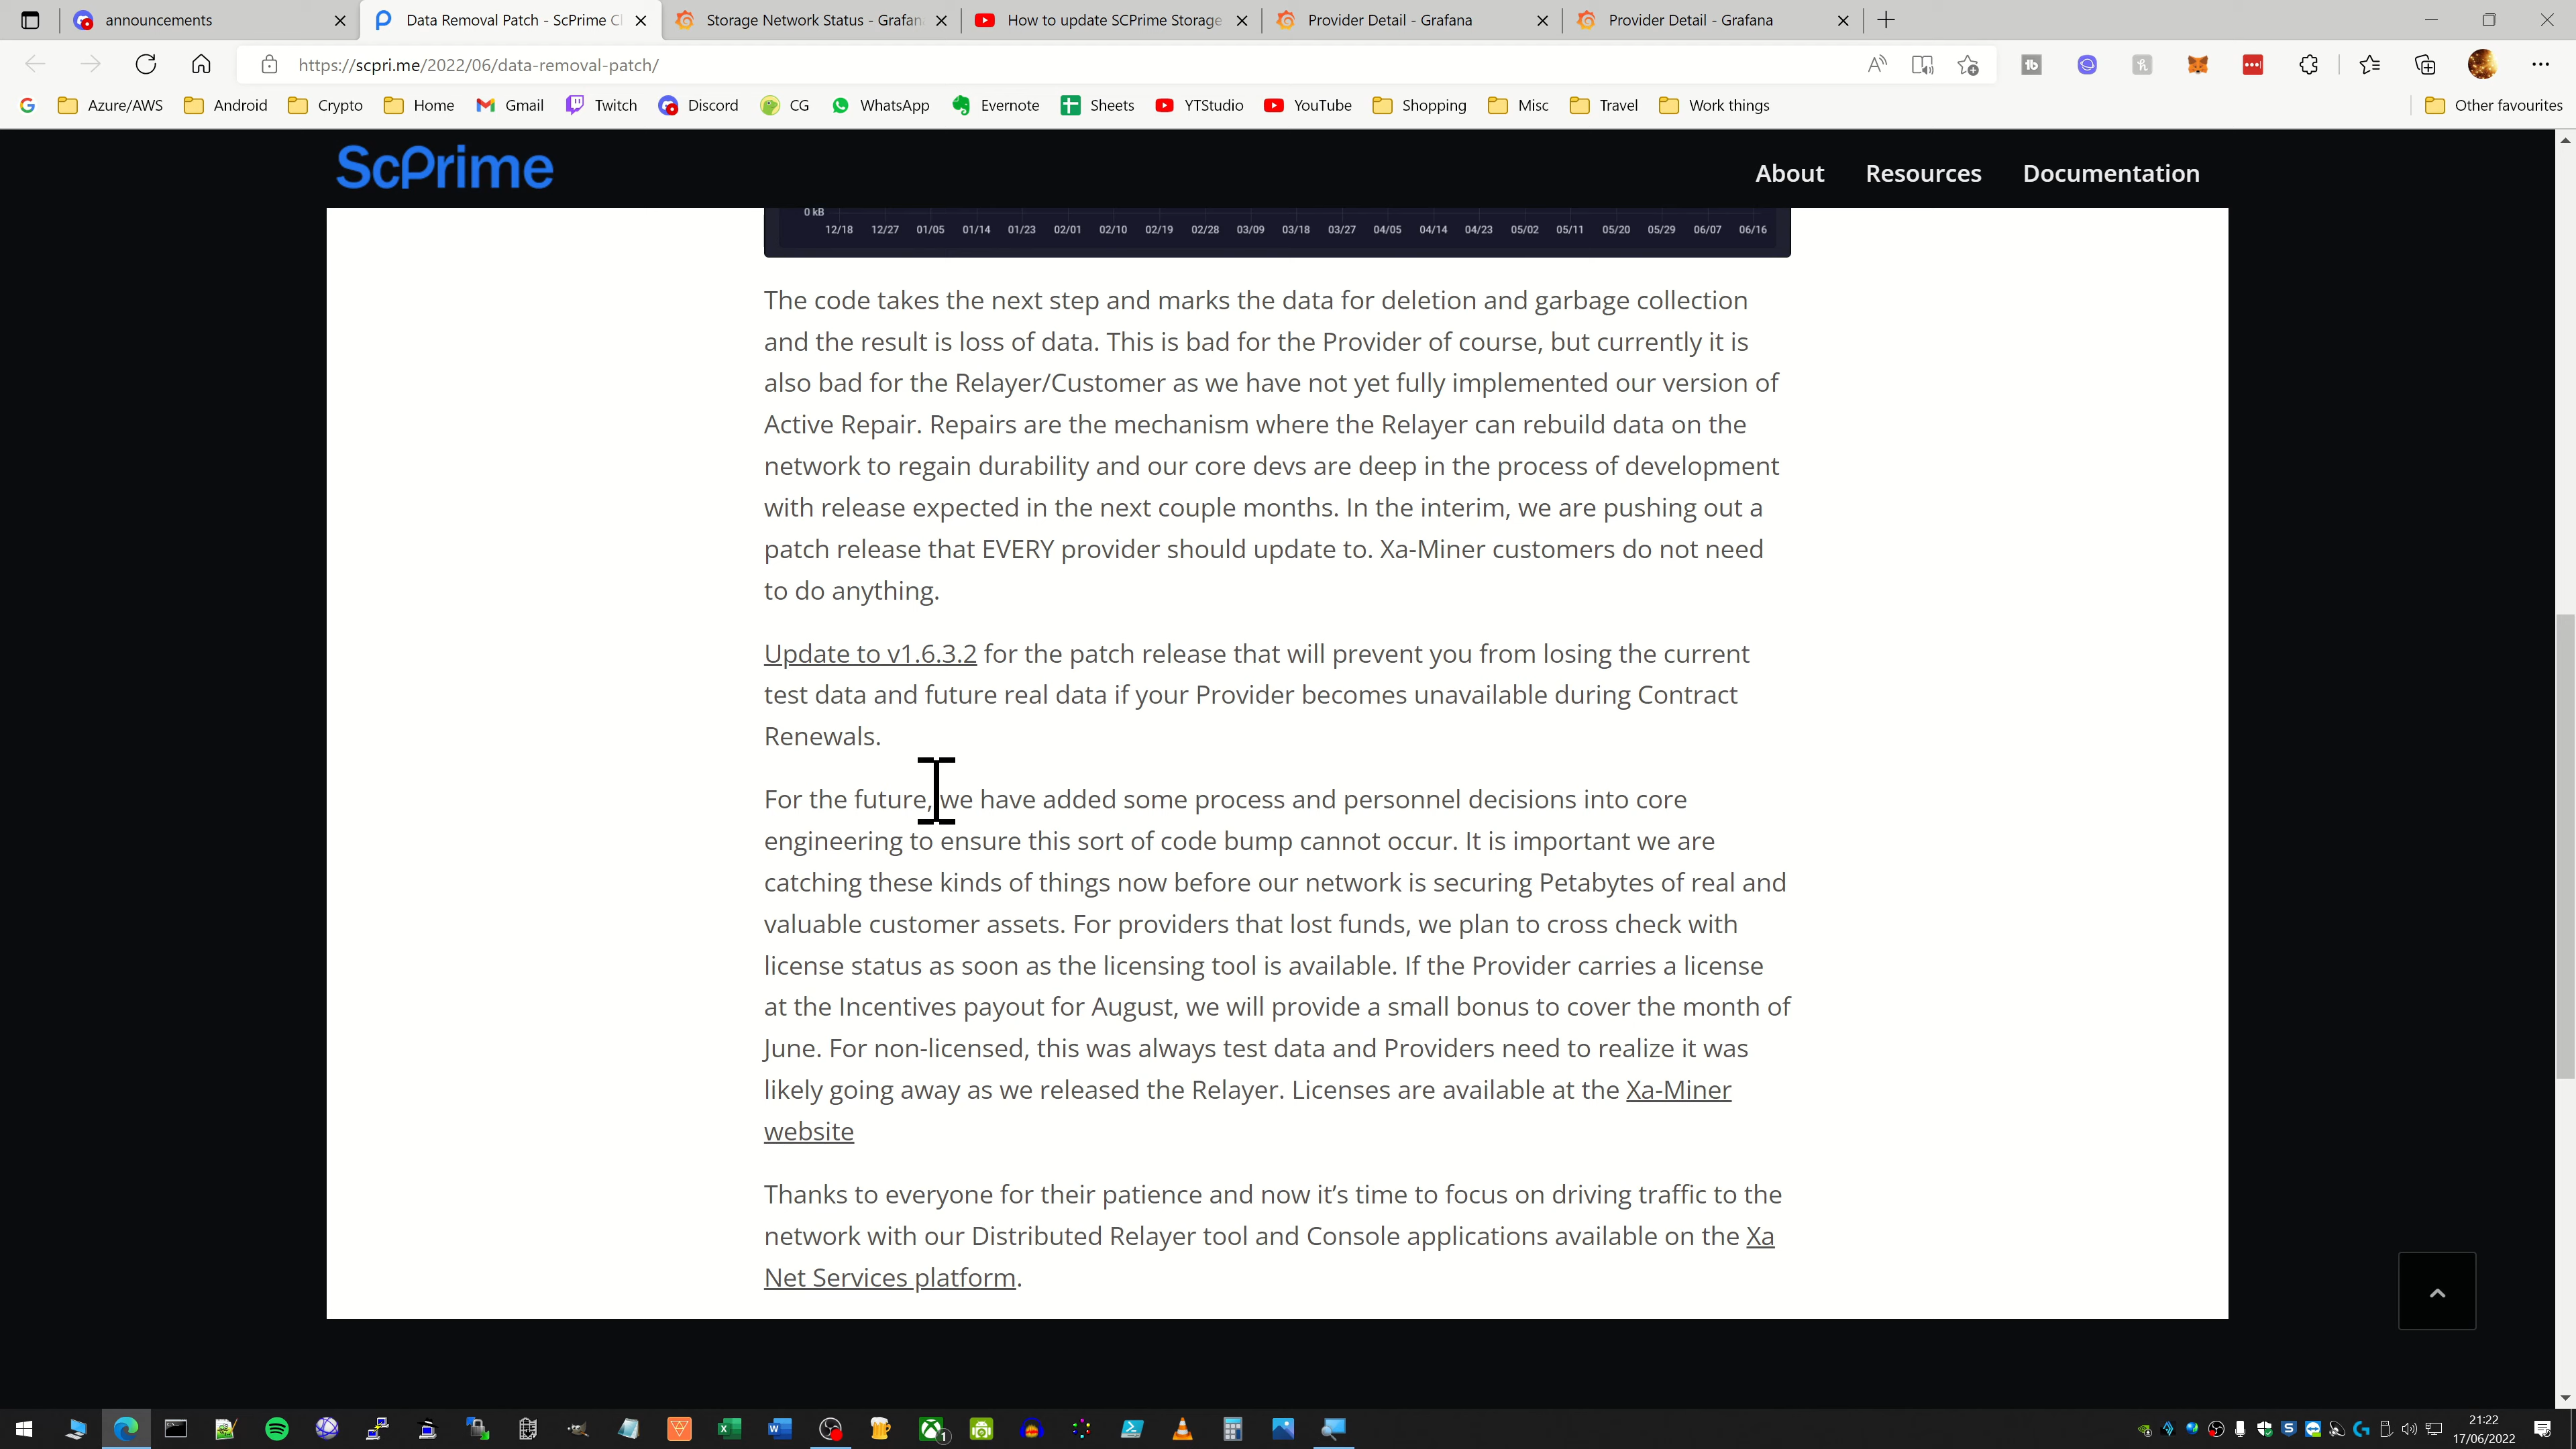 announcements
Data Removal Patch - ScPrime Cl
Storage Network Status - Grafan
How to update SCPrime Storage
Provider Detail - Grafana
Provider Detail - Grafana
https://scpri.me/2022/06/data-removal-patch/
Azure/AWS
Android
Crypto
Home
Gmail
Twitch
Discord
CG
WhatsApp
Evernote
Sheets
YTStudio
YouTube
Shopping
Misc
Travel
Work things
Other favourites
ScPrime
About
Resources
Documentation
0 kB
12/18 12/27 01/05 01/14 01/23 02/01 02/10 02/19 02/28 03/09 03/18 03/27 04/05 04/14 04/23 05/02 05/11 05/20 05/29 06/07 06/16
The code takes the next step and marks the data for deletion and garbage collection
and the result is loss of data. This is bad for the Provider of course, but currently it is
also bad for the Relayer/Customer as we have not yet fully implemented our version of
Active Repair. Repairs are the mechanism where the Relayer can rebuild data on the
network to regain durability and our core devs are deep in the process of development
with release expected in the next couple months. In the interim, we are pushing out a
patch release that EVERY provider should update to. Xa-Miner customers do not need
to do anything.
Update to v1.6.3.2 for the patch release that will prevent you from losing the current
test data and future real data if your Provider becomes unavailable during Contract
Renewals.
For the future, we have added some process and personnel decisions into core
engineering to ensure this sort of code bump cannot occur. It is important we are
catching these kinds of things now before our network is securing Petabytes of real and
valuable customer assets. For providers that lost funds, we plan to cross check with
license status as soon as the licensing tool is available. If the Provider carries a license
at the Incentives payout for August, we will provide a small bonus to cover the month of
June. For non-licensed, this was always test data and Providers need to realize it was
likely going away as we released the Relayer. Licenses are available at the Xa-Miner
website
Thanks to everyone for their patience and now it's time to focus on driving traffic to the
network with our Distributed Relayer tool and Console applications available on the Xa
Net Services platform.
21:22
17/06/2022